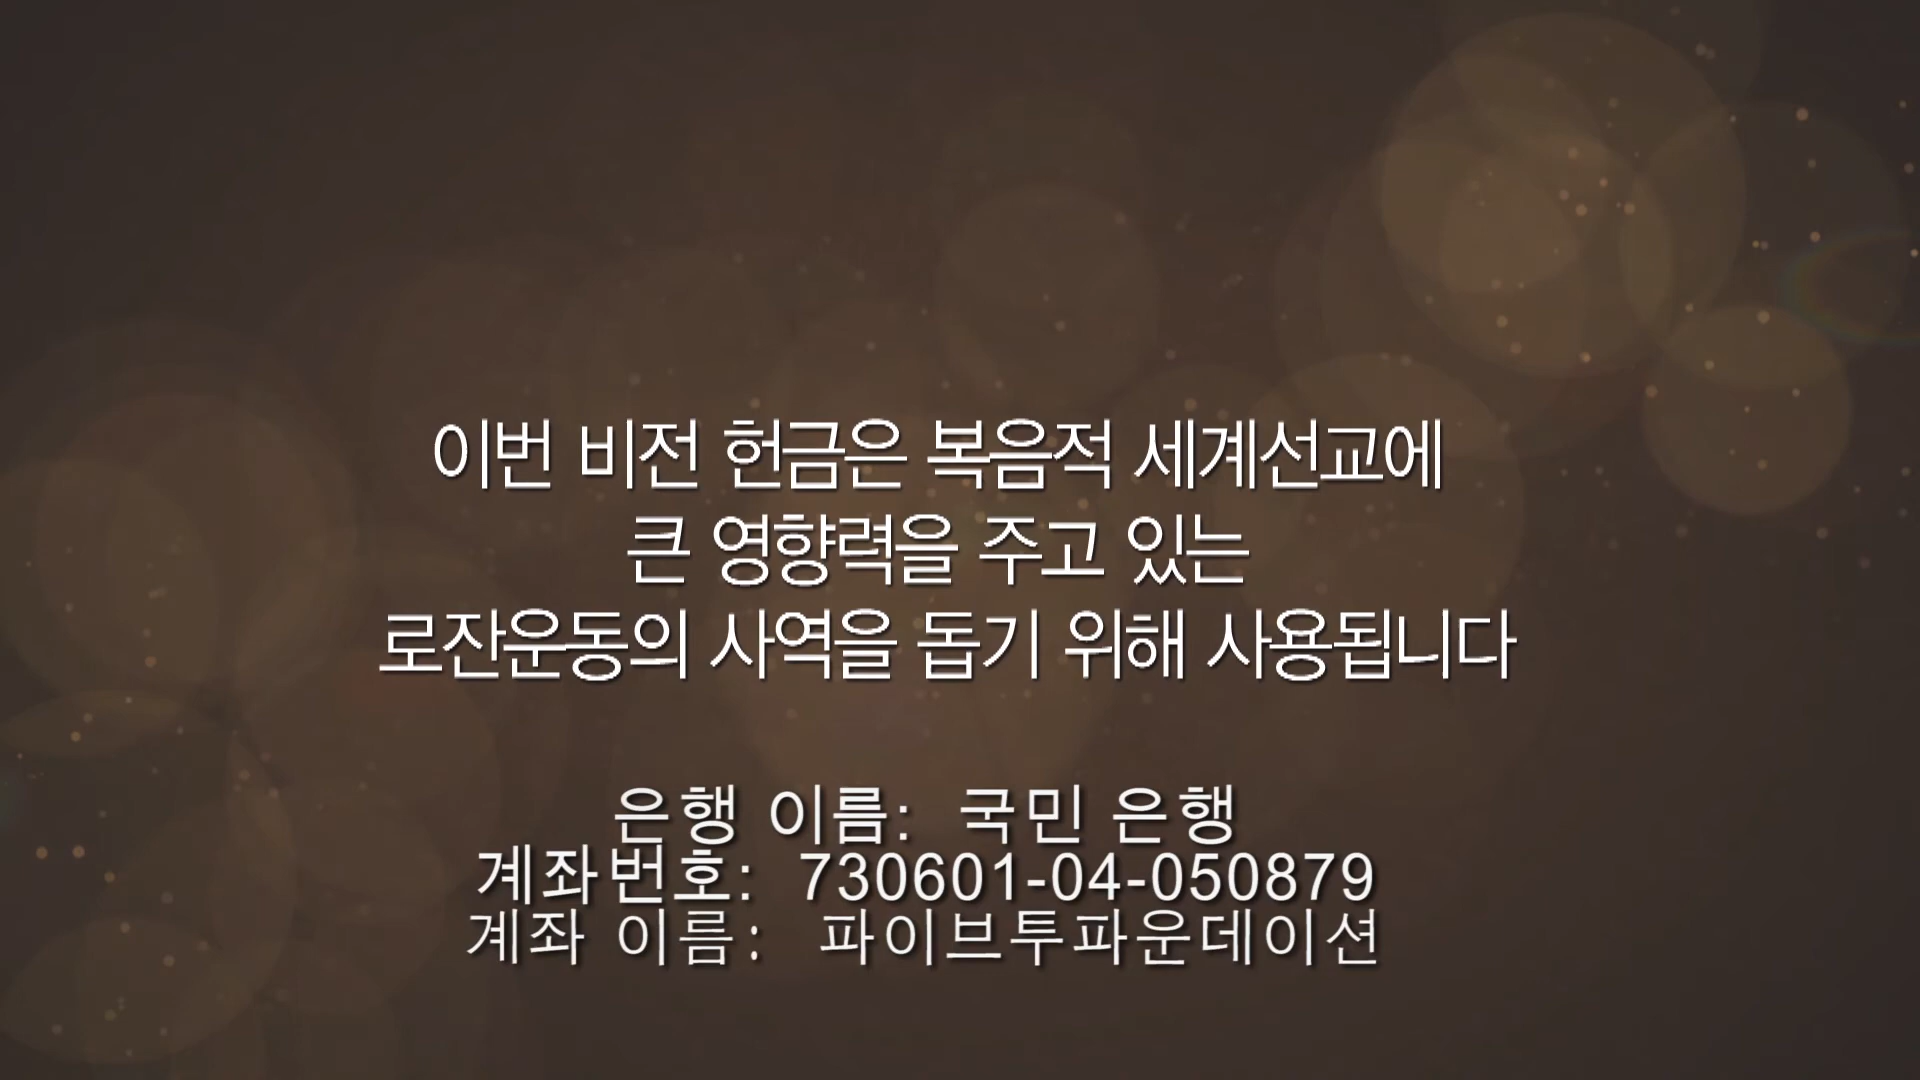 이번 비전 헌금은 복음적 세계선교에
큰 영향력을 주고 있는
로잔운동의 사역을 돕기 위해 사용됩니다
은행 이름: 국민 은행
계좌번호: 730601-04-050879
계좌 이름: 파이브투파운데이션